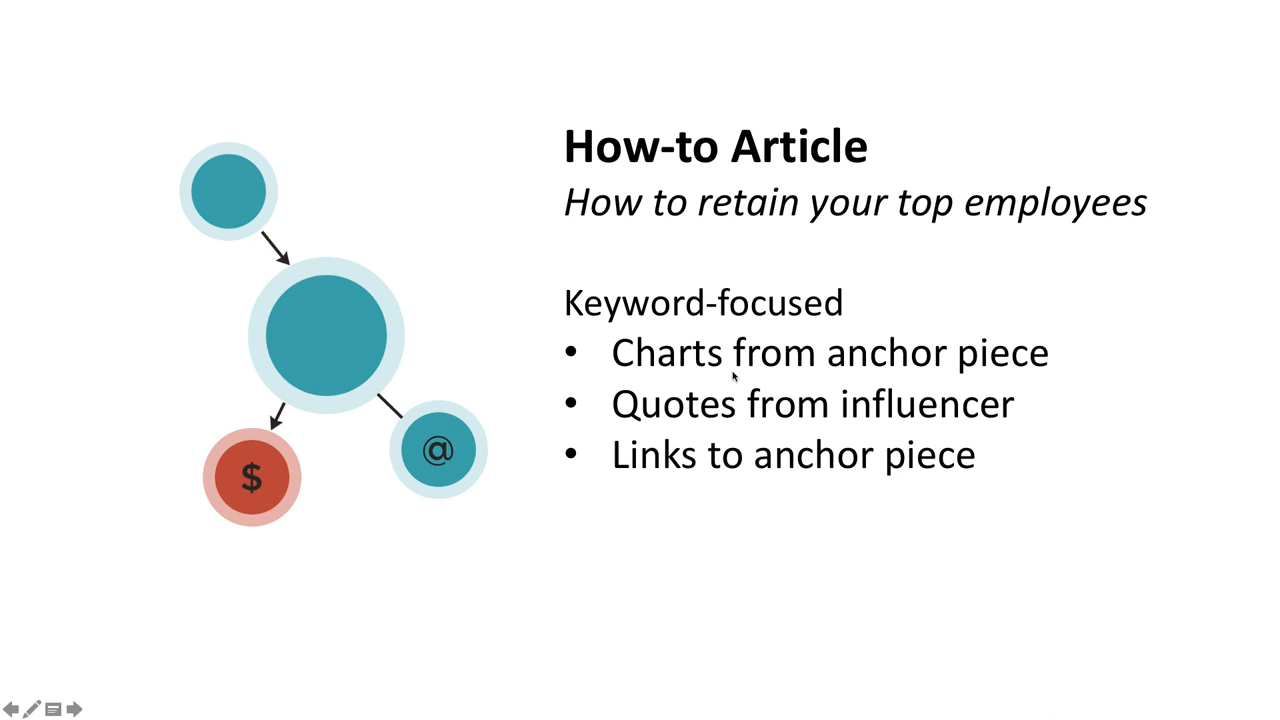 How-to Article
How to retain your top employees
Keyword-focused
• Charts from anchor piece
• Quotes from influencer
• Links to anchor piece
@
$